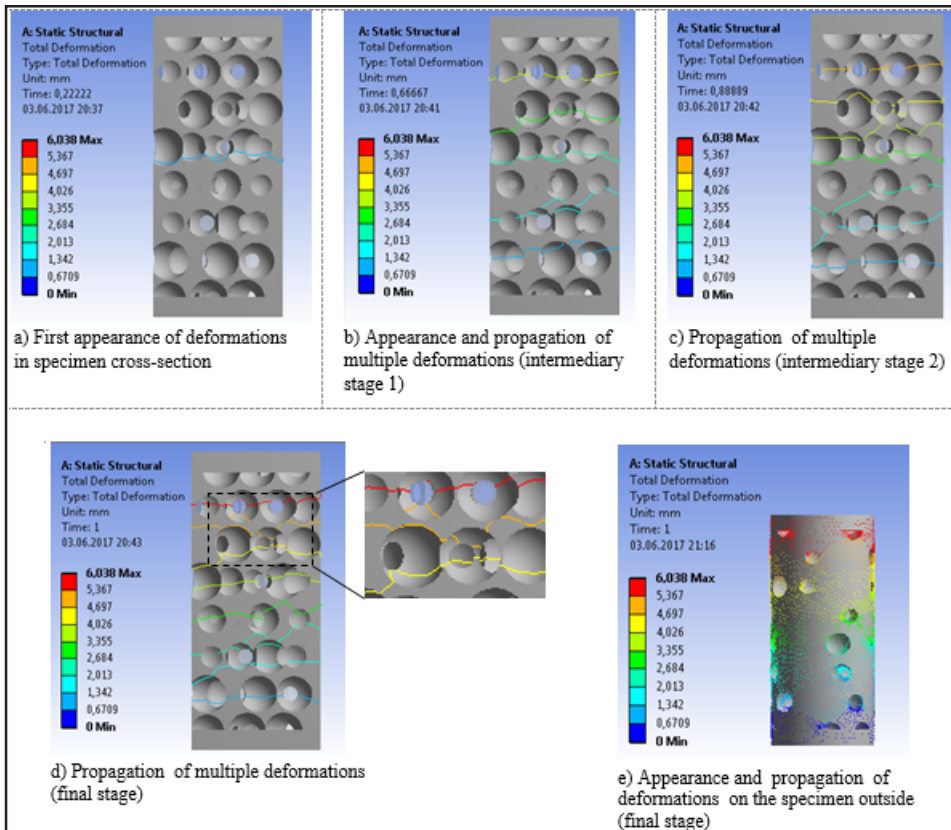 A: Static Structural
Total Deformation
Type: Total Deformation
Unit: mm
Time: 0,22222
03.06.2017 20:37
6,038 Max
5,367
4,697
4,026
3,355
2,684
2,013
1,342
0,6709
0 Min
a) First appearance of deformations
in specimen cross-section
A: Static Structural
Total Deformation
Type: Total Deformation
Unit: mm
Time: 0,66667
03.06.2017 20:41
6,038 Max
5,367
4,697
4,026
3,355
2,684
2,013
1,342
0,6709
0 Min
b) Appearance and propagation of
multiple deformations (intermediary
stage 1)
A: Static Structural
Total Deformation
Type: Total Deformation
Unit: mm
Time: 0,88889
03.06.2017 20:42
6,038 Max
5,367
4,697
4,026
3,355
2,684
2,013
1,342
0,6709
0 Min
c) Propagation of multiple
deformations (intermediary stage 2)
A: Static Structural
Total Deformation
Type: Total Deformation
Unit: mm
Time: 1
03.06.2017 20:43
6,038 Max
5,367
4,697
4,026
3,355
2,684
2,013
1,342
0,6709
0 Min
d) Propagation of multiple deformations
(final stage)
A: Static Structural
Total Deformation
Type: Total Deformation
Unit: mm
Time: 1
03.06.2017 21:16
6,038 Max
5,367
4,697
4,026
3,355
2,684
2,013
1,342
0,6709
0 Min
e) Appearance and propagation of
deformations on the specimen outside
(final stage)